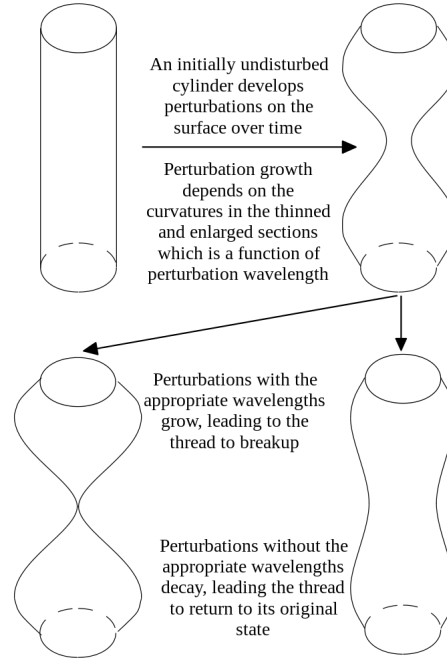 An initially undisturbed
cylinder develops
perturbations on the
surface over time
Perturbation growth
depends on the
curvatures in the thinned
and enlarged sections
which is a function of
perturbation wavelength
Perturbations with the
appropriate wavelengths
grow, leading to the
thread to breakup
Perturbations without the
appropriate wavelengths
decay, leading the thread
to return to its original
state